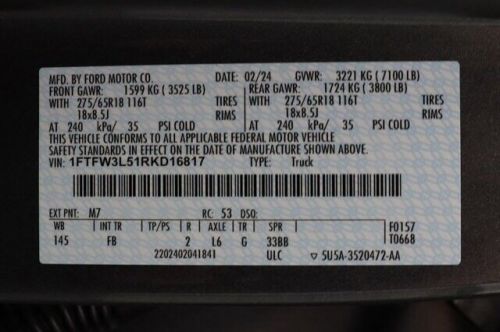 MFD. BY FORD MOTOR CO. DATE: 02/24 GVWR: 3221 KG ( 7100 LB)
FRONT GAWR: 1599 KG ( 3525 LB) REAR GAWR: 1724 KG ( 3800 LB)
WITH 275/65R18 116T TIRES WITH 275/65R18 116T TIRES
18x8.5J RIMS 18x8.5J RIMS
AT 240 kPa/ 35 PSI COLD AT 240 kPa/ 35 PSI COLD
THIS VEHICLE CONFORMS TO ALL APPLICABLE FEDERAL MOTOR VEHICLE
SAFETY STANDARDS IN EFFECT ON THE DATE OF MANUFACTURE SHOWN ABOVE.
VIN: 1FTFW3L51RKD16817 TYPE: Truck
EXT PNT: M7 RC: 53 DSO:
WB INT TR TP/PS R AXLE TR SPR F0157
145 FB 2 L6 G 33BB T0668
2202402041841 ULC ▽ 5U5A-3520472-AA